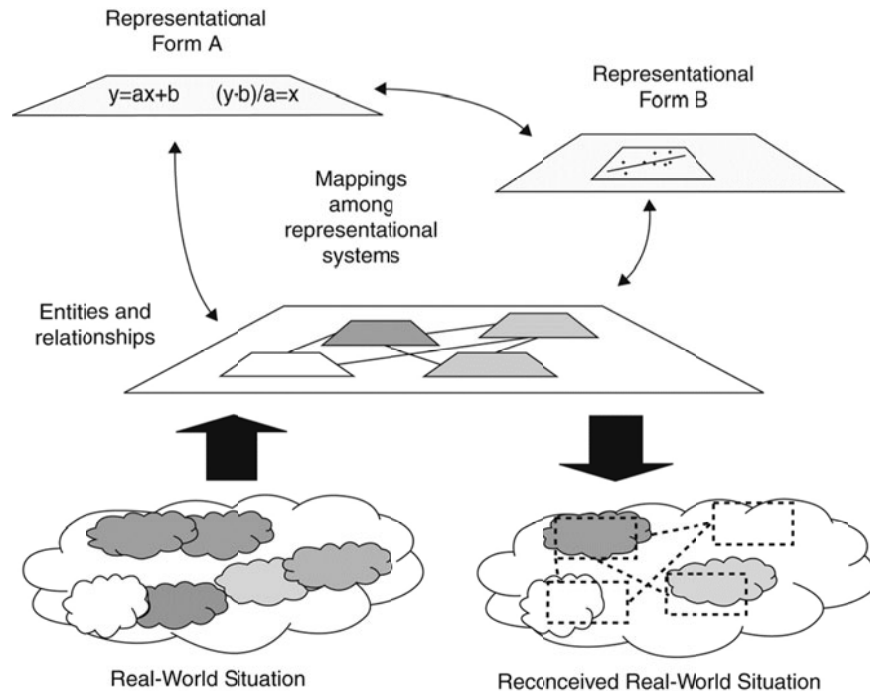 Representational
Form A
y=ax+b (y-b)/a=x
Representational
Form B
Mappings
among
representational
systems
Entities and
relationships
Real-World Situation
Reconceived Real-World Situation